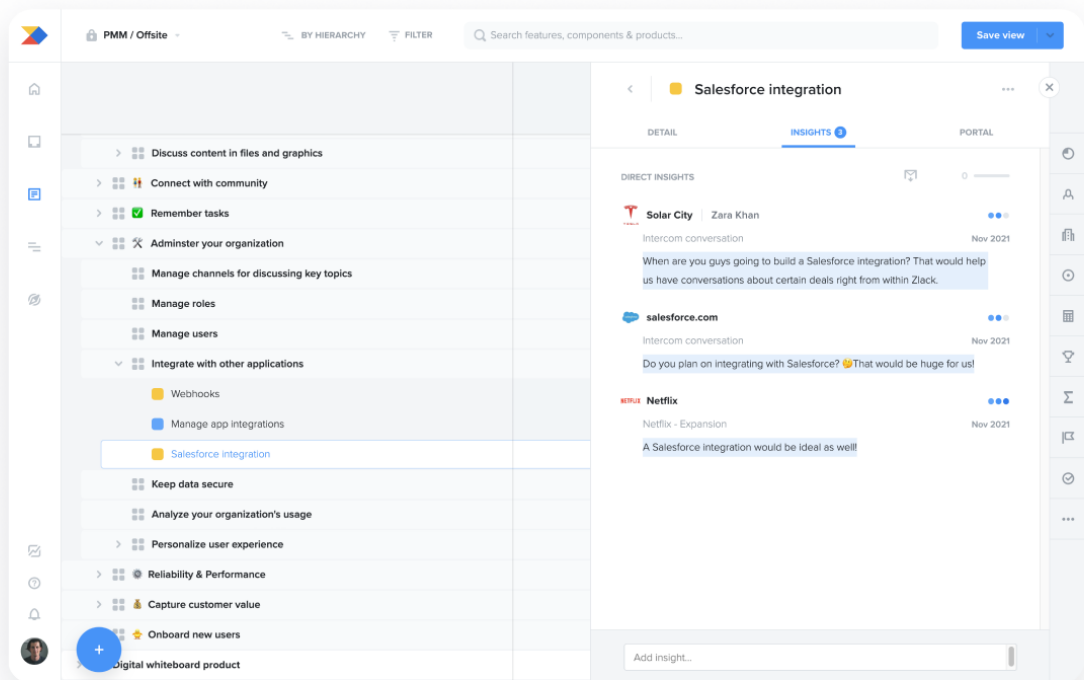 PMM / Offsite
BY HIERARCHY
FILTER
Search features, components & products...
Save view
Discuss content in files and graphics
Connect with community
Remember tasks
Adminster your organization
Manage channels for discussing key topics
Manage roles
Manage users
Integrate with other applications
Webhooks
Manage app integrations
Salesforce integration
Keep data secure
Analyze your organization's usage
Personalize user experience
Reliability & Performance
Capture customer value
Onboard new users
Digital whiteboard product
Salesforce integration
DETAIL
INSIGHTS 3
PORTAL
DIRECT INSIGHTS
0
Solar City
Zara Khan
Intercom conversation
Nov 2021
When are you guys going to build a Salesforce integration? That would help
us have conversations about certain deals right from within Zlack.
salesforce.com
Intercom conversation
Nov 2021
Do you plan on integrating with Salesforce? 🤔That would be huge for us!
NETFLIX
Netflix
Netflix - Expansion
Nov 2021
A Salesforce integration would be ideal as well!
Add insight...